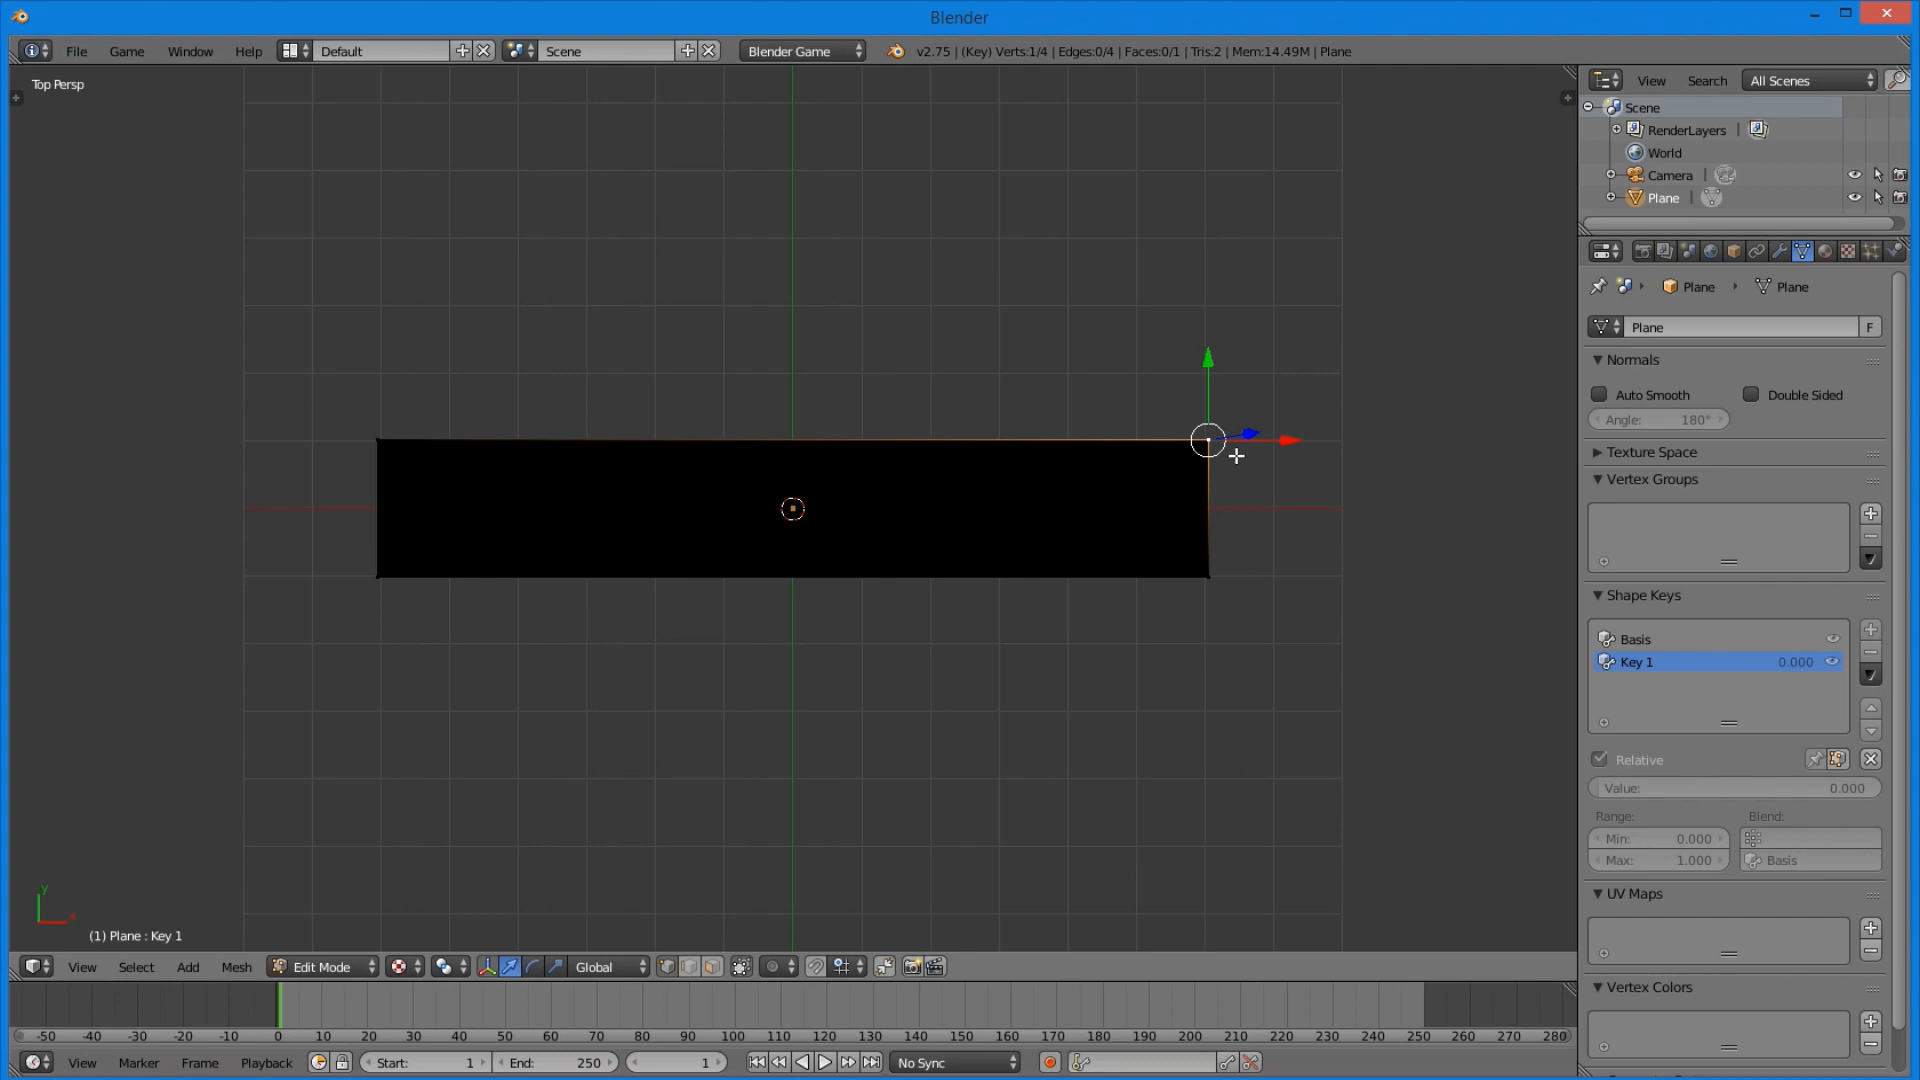 Blender
File Game Window Help Default Scene Blender Game v2.75 | (Key) Verts:1/4 | Edges:0/4 | Faces:0/1 | Tris:2 | Mem:14.49M | Plane
Top Persp
View Search All Scenes
Scene
RenderLayers |
World
Camera |
Plane |
Plane Plane
Plane F
Normals
Auto Smooth Double Sided
Angle: 180°
Texture Space
Vertex Groups
Shape Keys
Basis
Key 1 0.000
Relative
Value: 0.000
Range: Blend:
Min: 0.000
Max: 1.000 Basis
UV Maps
Vertex Colors
y
x
(1) Plane : Key 1
View Select Add Mesh Edit Mode Global
-50 -40 -30 -20 -10 0 10 20 30 40 50 60 70 80 90 100 110 120 130 140 150 160 170 180 190 200 210 220 230 240 250 260 270 280
View Marker Frame Playback Start: 1 End: 250 1 No Sync